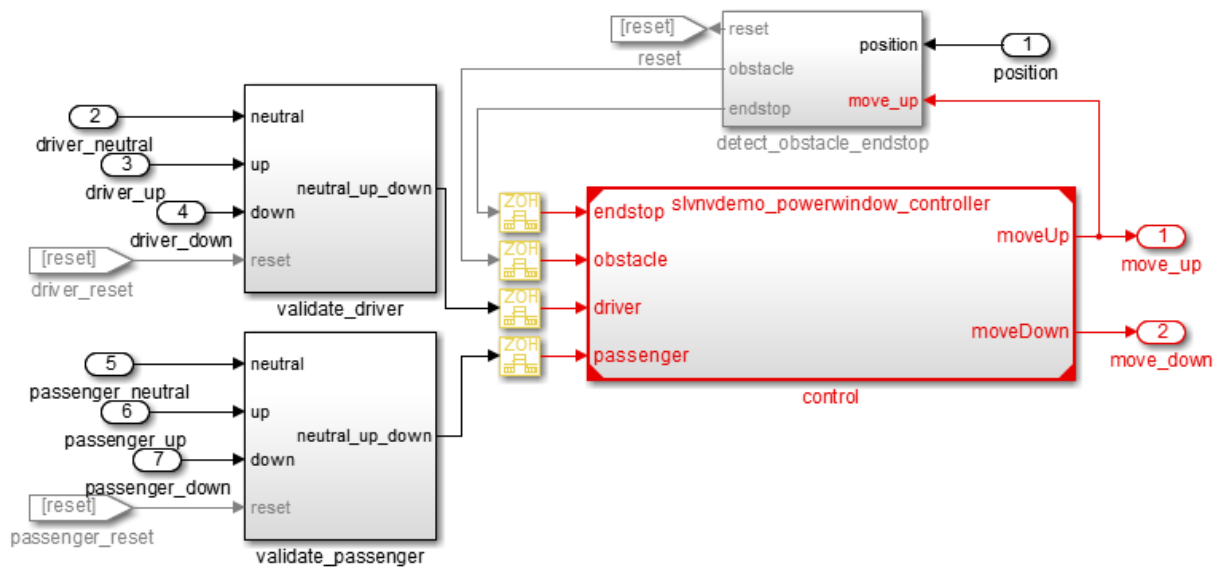 [reset]
reset
reset
obstacle
endstop
position
move_up
detect_obstacle_endstop
1
position
2
driver_neutral
3
driver_up
4
driver_down
[reset]
driver_reset
neutral
up
down
reset
neutral_up_down
validate_driver
ZOH
ZOH
ZOH
ZOH
slvnvdemo_powerwindow_controller
endstop
obstacle
driver
passenger
moveUp
moveDown
control
1
move_up
2
move_down
5
passenger_neutral
6
passenger_up
7
passenger_down
[reset]
passenger_reset
neutral
up
down
reset
neutral_up_down
validate_passenger